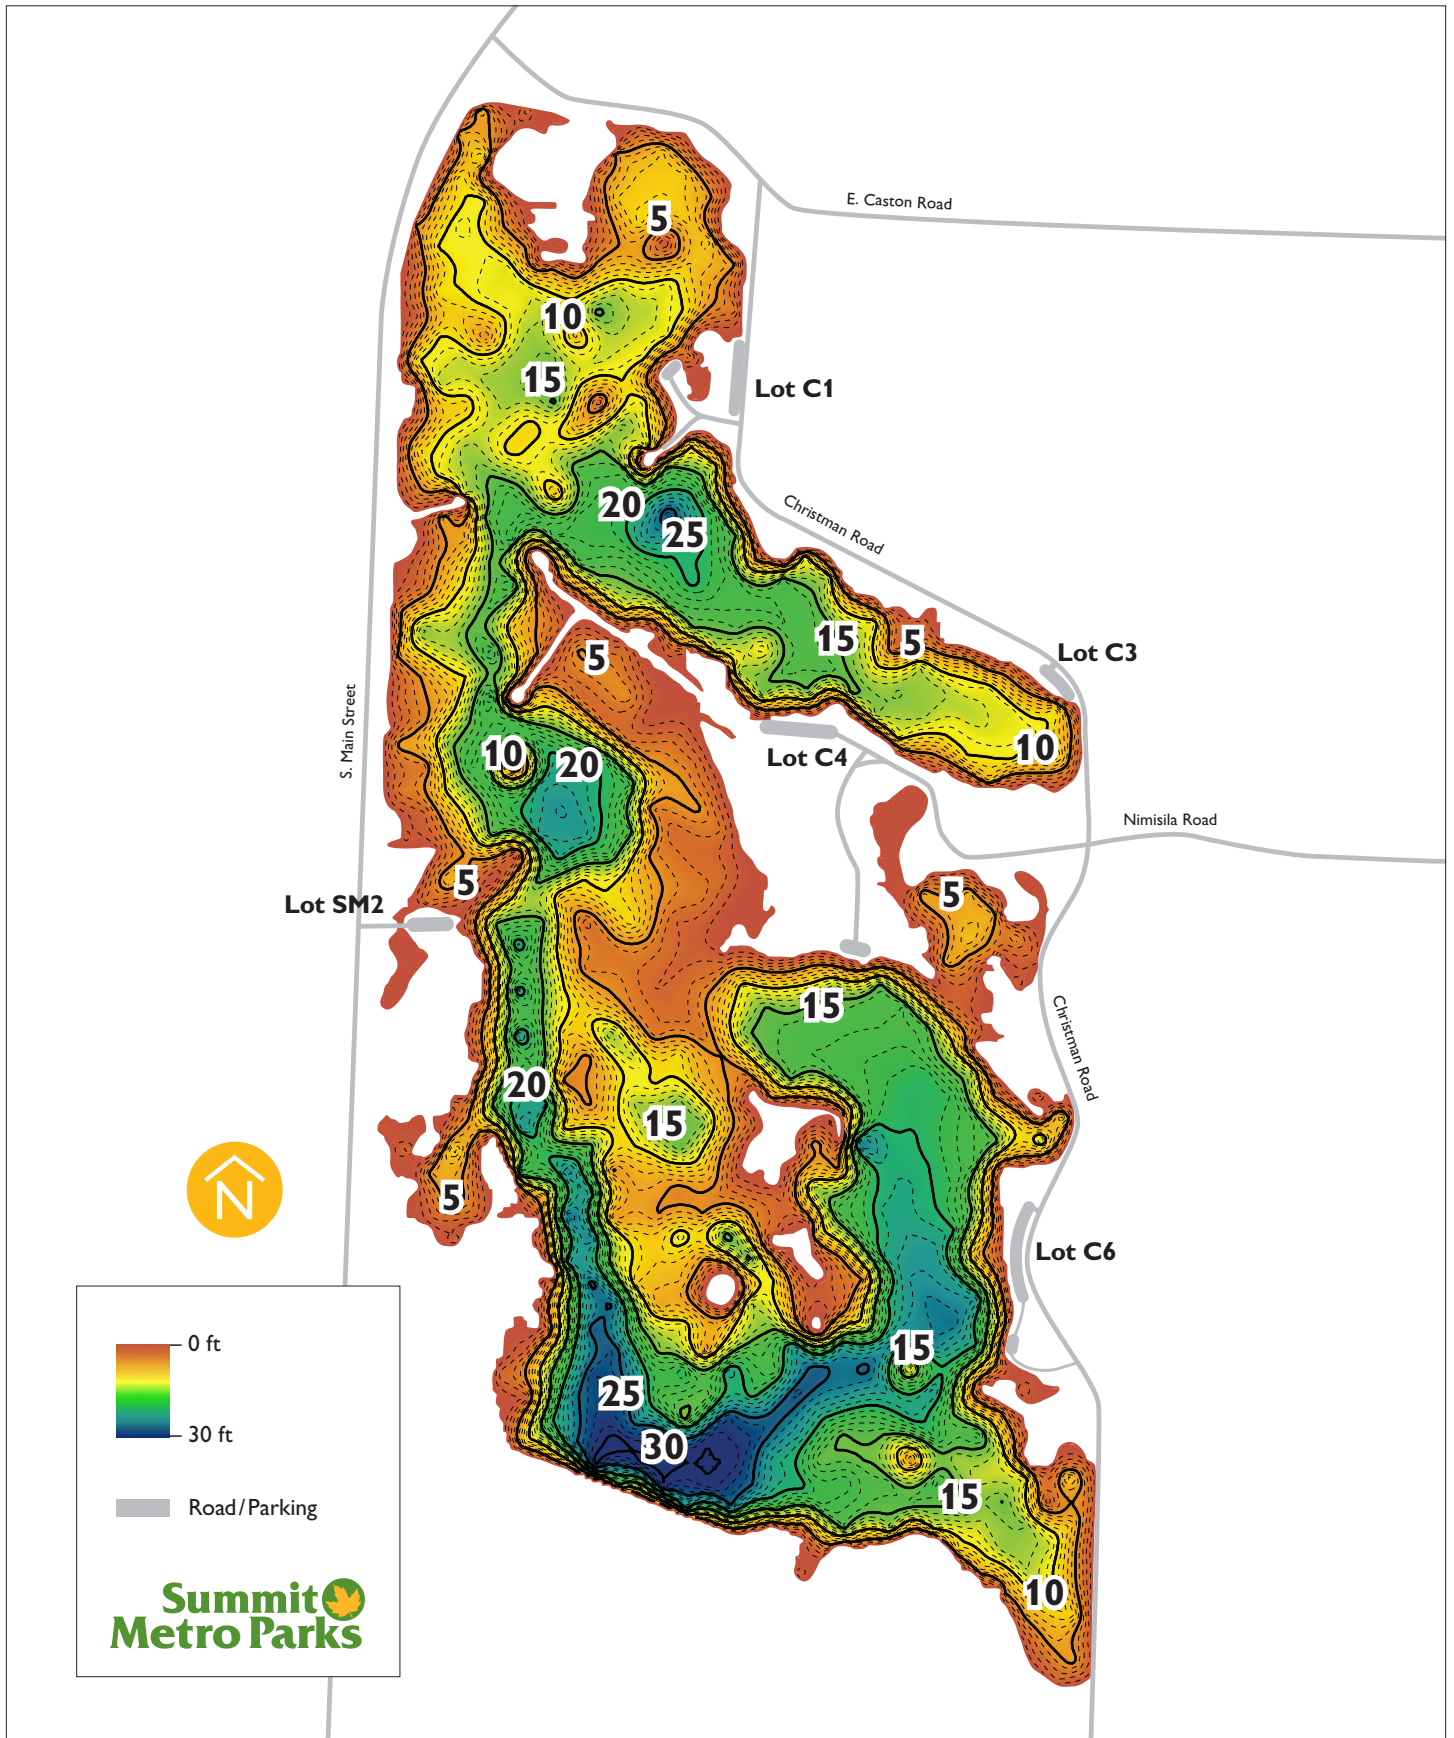 E. Caston Road
5
10
15
Lot C1
20
25
Christman Road
15
5
Lot C3
5
S. Main Street
10
20
Lot C4
10
Nimisila Road
5
Lot SM2
5
15
Christman Road
20
15
5
N
Lot C6
15
25
30
15
10
0 ft
30 ft
Road/Parking
Summit
Metro Parks